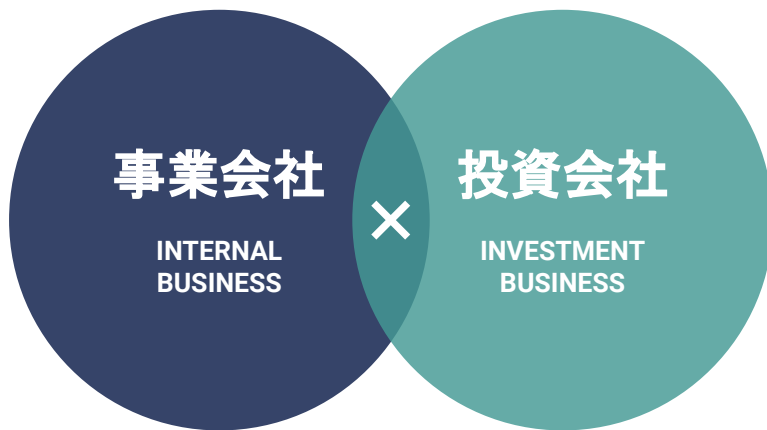 事業会社
INTERNAL
BUSINESS
×
投資会社
INVESTMENT
BUSINESS